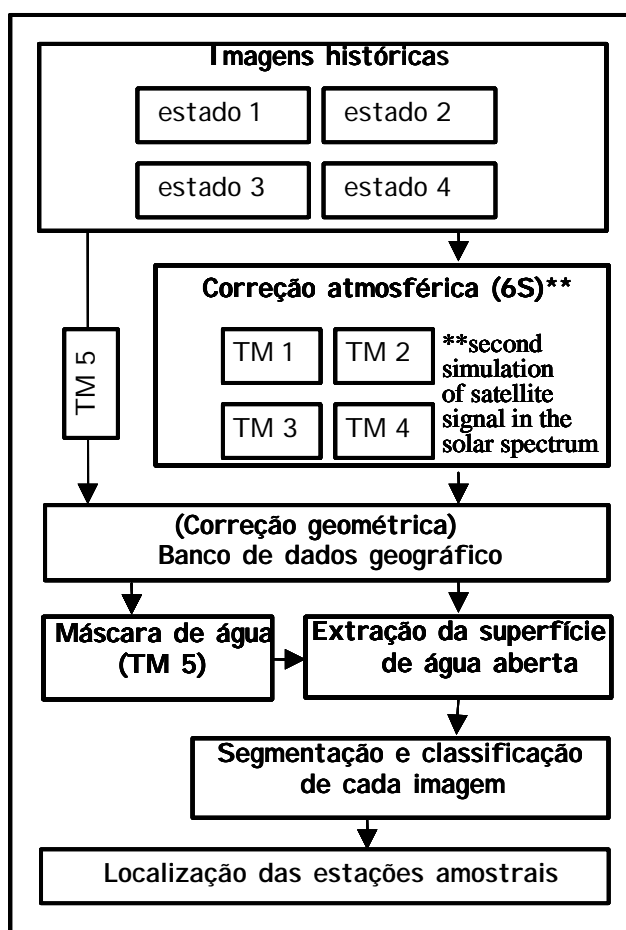 Imagens históricas
estado 1
estado 2
estado 3
estado 4
TM 5
Correção atmosférica (6S)**
TM 1
TM 2
TM 3
TM 4
**second
simulation
of satellite
signal in the
solar spectrum
(Correção geométrica)
Banco de dados geográfico
Máscara de água
(TM 5)
Extração da superfície
de água aberta
Segmentação e classificação
de cada imagem
Localização das estações amostrais